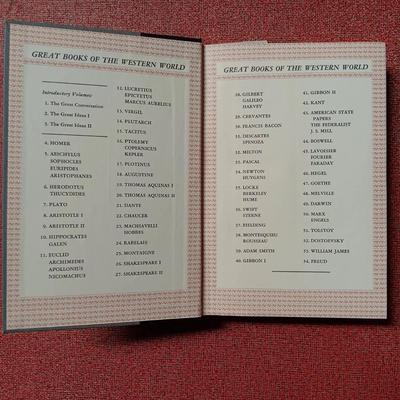 GREAT BOOKS OF THE WESTERN WORLD
Introductory Volumes:
1. The Great Conversation
2. The Great Ideas I
3. The Great Ideas II
4. HOMER
5. AESCHYLUS
SOPHOCLES
EURIPIDES
ARISTOPHANES
6. HERODOTUS
THUCYDIDES
7. PLATO
8. ARISTOTLE I
9. ARISTOTLE II
10. HIPPOCRATES
GALEN
11. EUCLID
ARCHIMEDES
APOLLONIUS
NICOMACHUS
12. LUCRETIUS
EPICTETUS
MARCUS AURELIUS
13. VIRGIL
14. PLUTARCH
15. TACITUS
16. PTOLEMY
COPERNICUS
KEPLER
17. PLOTINUS
18. AUGUSTINE
19. THOMAS AQUINAS I
20. THOMAS AQUINAS II
21. DANTE
22. CHAUCER
23. MACHIAVELLI
HOBBES
24. RABELAIS
25. MONTAIGNE
26. SHAKESPEARE I
27. SHAKESPEARE II
GREAT BOOKS OF THE WESTERN WORLD
28. GILBERT
GALILEO
HARVEY
29. CERVANTES
30. FRANCIS BACON
31. DESCARTES
SPINOZA
32. MILTON
33. PASCAL
34. NEWTON
HUYGENS
35. LOCKE
BERKELEY
HUME
36. SWIFT
STERNE
37. FIELDING
38. MONTESQUIEU
ROUSSEAU
39. ADAM SMITH
40. GIBBON I
41. GIBBON II
42. KANT
43. AMERICAN STATE
PAPERS
THE FEDERALIST
J. S. MILL
44. BOSWELL
45. LAVOISIER
FOURIER
FARADAY
46. HEGEL
47. GOETHE
48. MELVILLE
49. DARWIN
50. MARX
ENGELS
51. TOLSTOY
52. DOSTOEVSKY
53. WILLIAM JAMES
54. FREUD